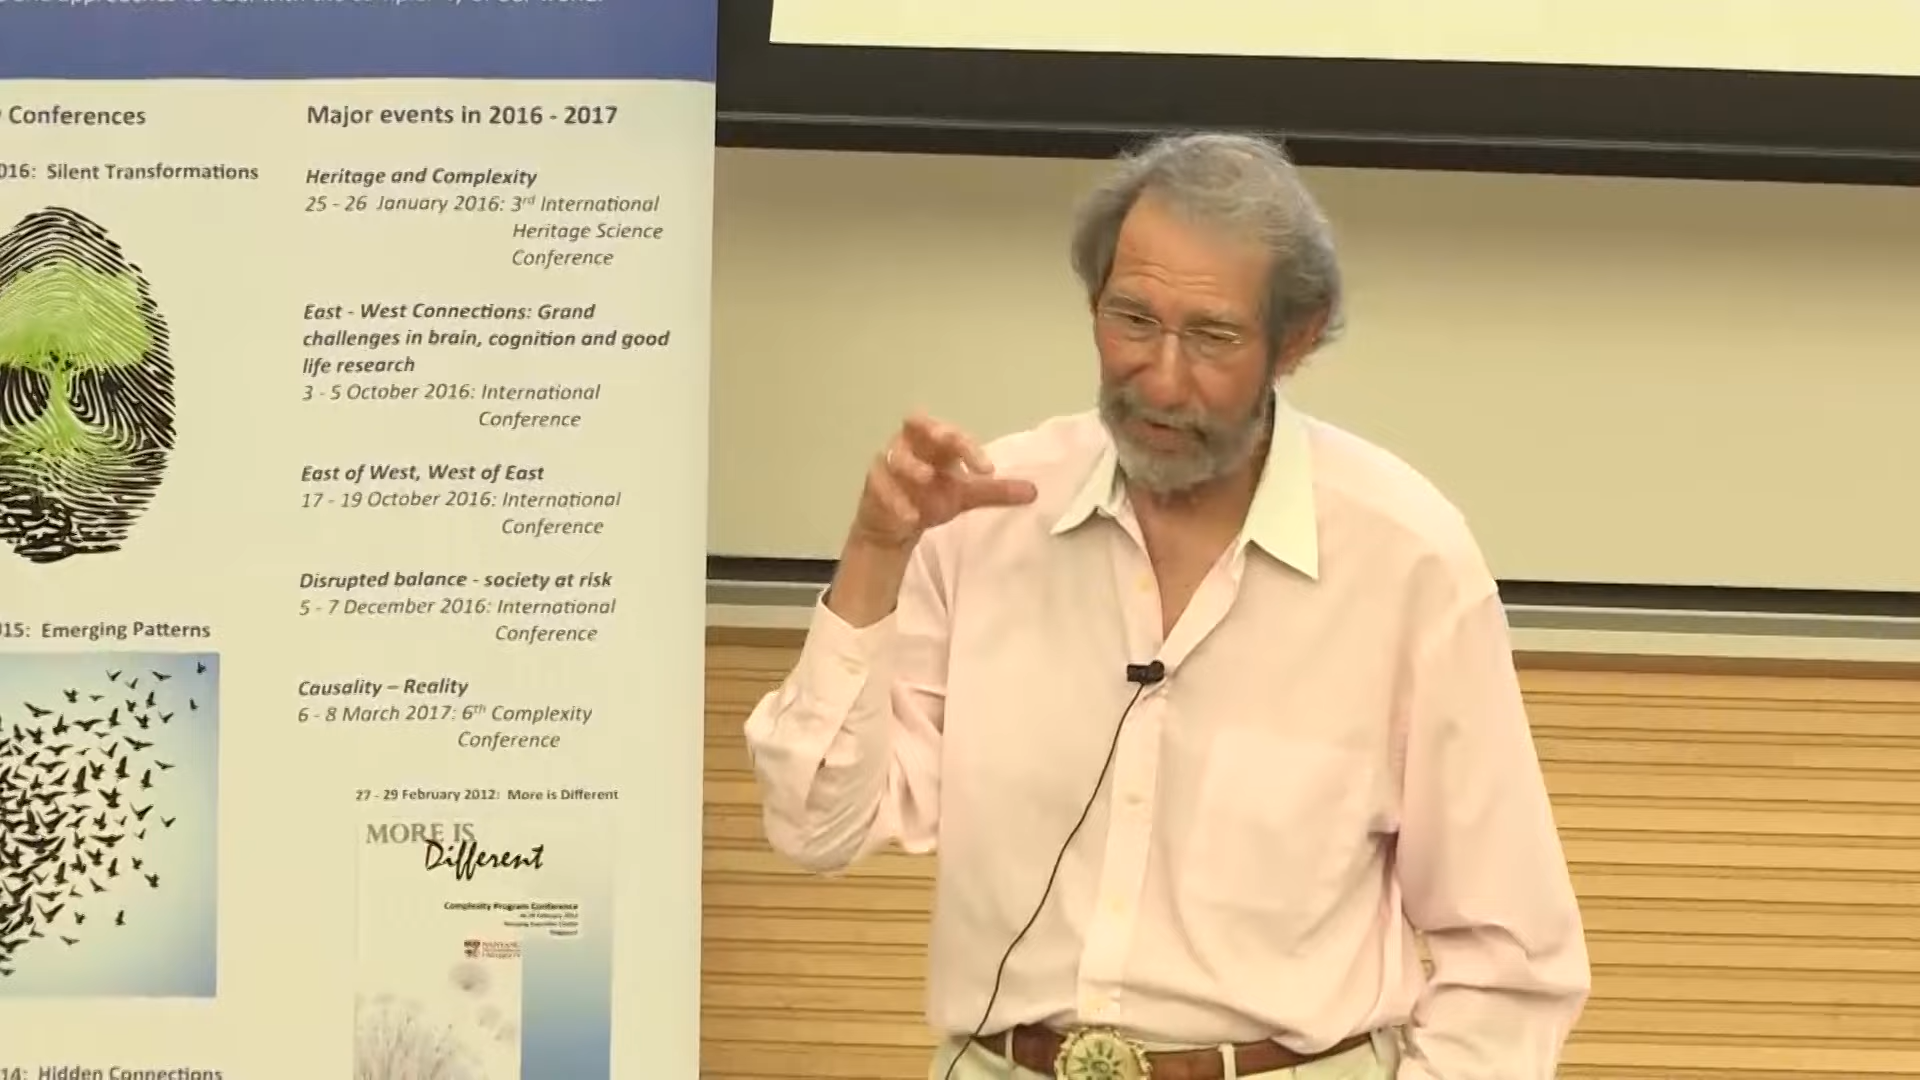 Conferences
016: Silent Transformations
15: Emerging Patterns
14: Hidden Connections
Major events in 2016 - 2017
Heritage and Complexity
25 - 26 January 2016: 3rd International
Heritage Science
Conference
East - West Connections: Grand
challenges in brain, cognition and good
life research
3 - 5 October 2016: International
Conference
East of West, West of East
17 - 19 October 2016: International
Conference
Disrupted balance - society at risk
5 - 7 December 2016: International
Conference
Causality – Reality
6 - 8 March 2017: 6th Complexity
Conference
27 - 29 February 2012: More is Different
MORE IS
Different
Complexity Program Conference